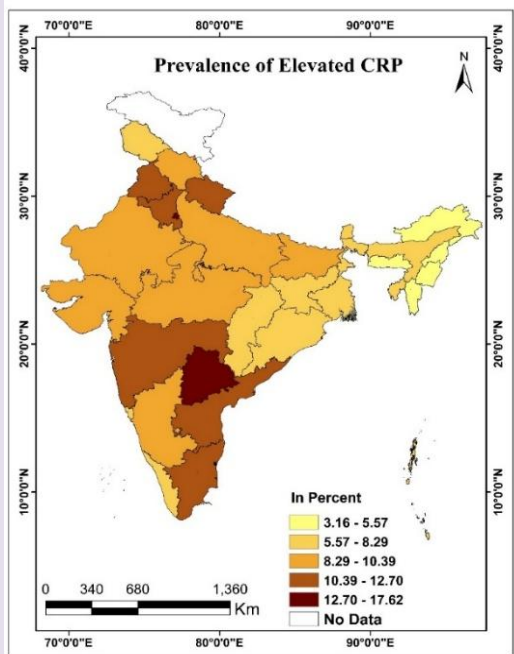 70°0'0"E 80°0'0"E 90°0'0"E
Prevalence of Elevated CRP
N
40°0'0"N 40°0'0"N
30°0'0"N 30°0'0"N
20°0'0"N 20°0'0"N
10°0'0"N 10°0'0"N
In Percent
3.16 - 5.57
5.57 - 8.29
8.29 - 10.39
10.39 - 12.70
12.70 - 17.62
No Data
0 340 680 1,360
Km
70°0'0"E 80°0'0"E 90°0'0"E